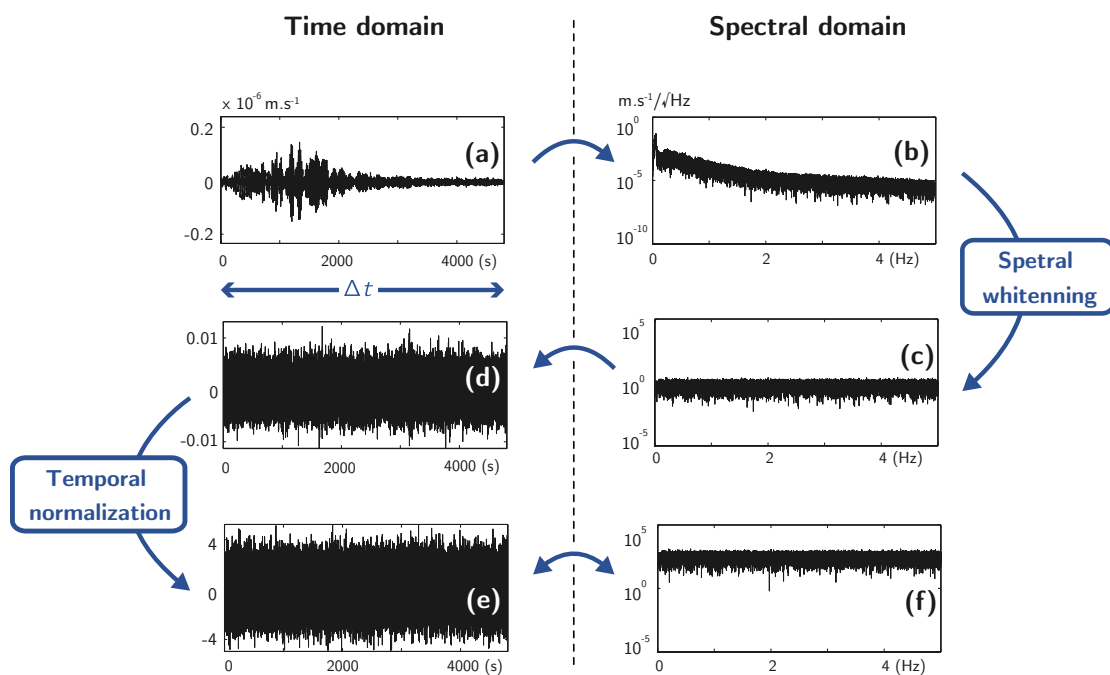 Time domain
Spectral domain
× 10⁻⁶ m.s⁻¹
0.2
0
-0.2
(a)
0
2000
4000 (s)
Δt
m.s⁻¹/√Hz
10⁰
10⁻⁵
10⁻¹⁰
(b)
0
2
4 (Hz)
Spetral
whitenning
0.01
0
-0.01
(d)
0
2000
4000 (s)
10⁵
10⁰
10⁻⁵
(c)
0
2
4 (Hz)
Temporal
normalization
4
0
-4
(e)
0
2000
4000 (s)
10⁵
10⁰
10⁻⁵
(f)
0
2
4 (Hz)